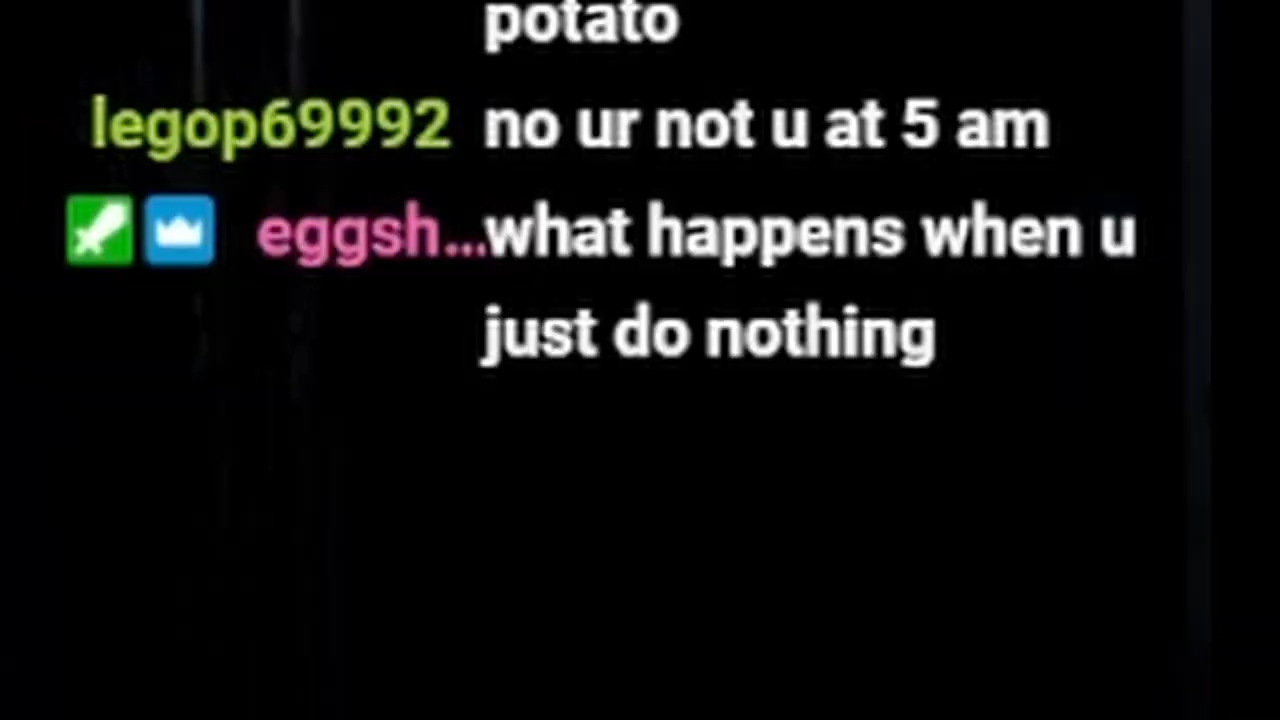 potato
legop69992 no ur not u at 5 am
eggsh...what happens when u
just do nothing